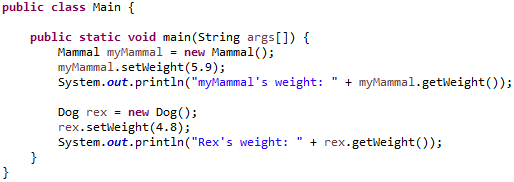 public class Main {
public static void main(String args[]) {
Mammal myMammal = new Mammal();
myMammal.setWeight(5.9);
System.out.println("myMammal's weight: " + myMammal.getWeight());
Dog rex = new Dog();
rex.setWeight(4.8);
System.out.println("Rex's weight: " + rex.getWeight());
}
}